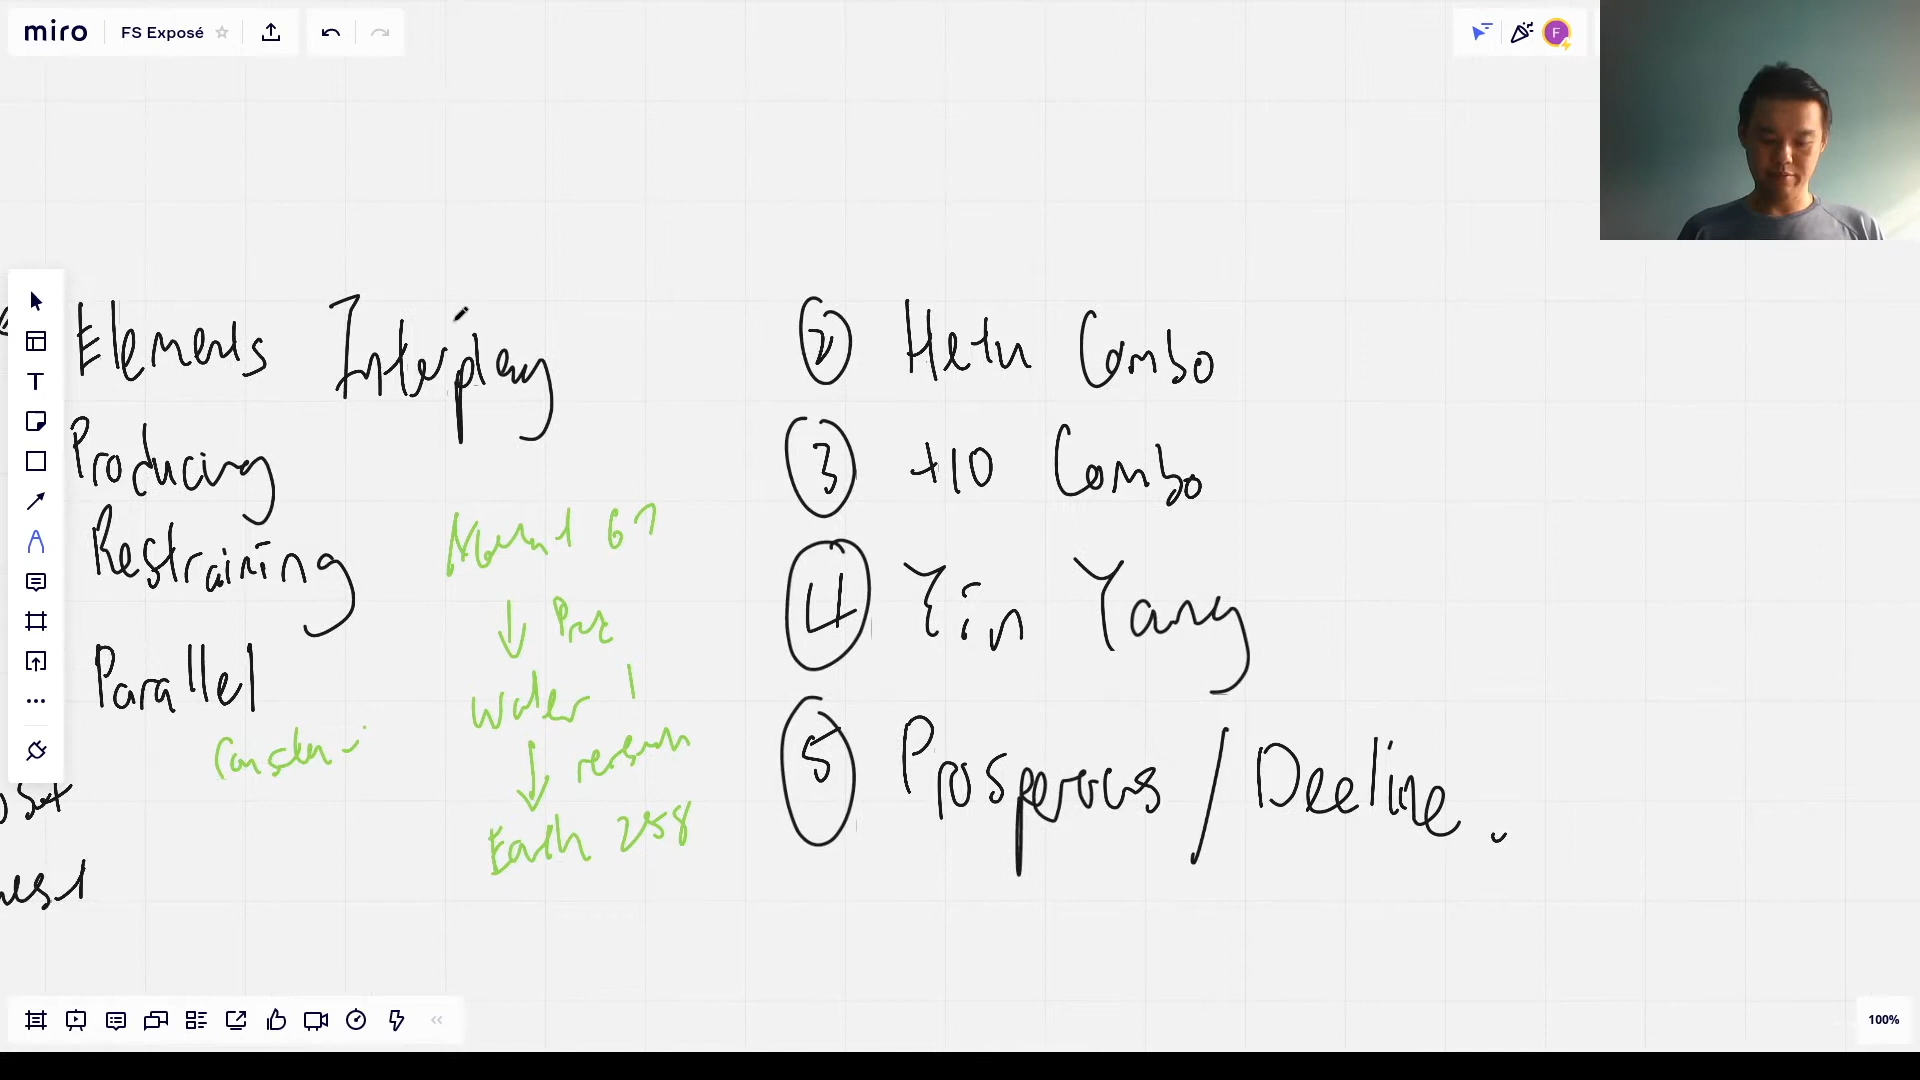 miro FS Exposé
F
Elements Interplay
Producing
Restraining
Parallel
67
Water 1
Earth 258
② Hetu Combo
③ +10 Combo
④ Yin Yang
⑤ Prosperous / Decline.
100%